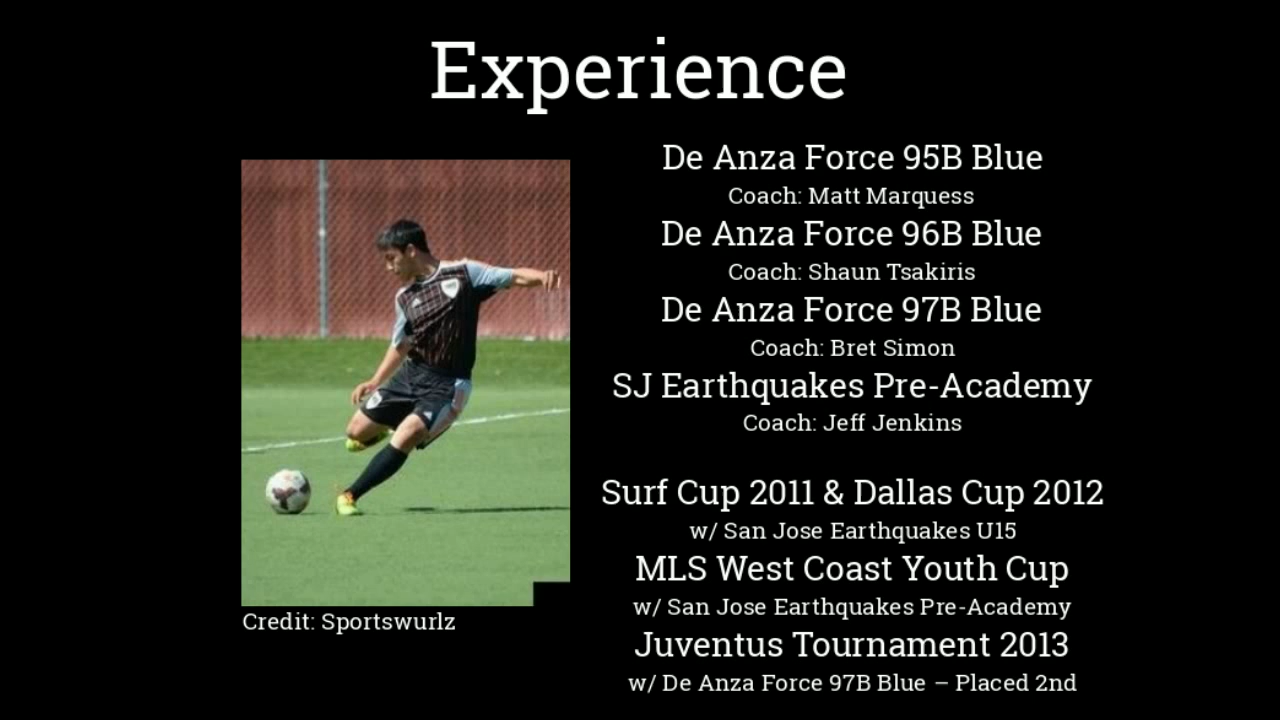 Experience
De Anza Force 95B Blue
Coach: Matt Marquess
De Anza Force 96B Blue
Coach: Shaun Tsakiris
De Anza Force 97B Blue
Coach: Bret Simon
SJ Earthquakes Pre-Academy
Coach: Jeff Jenkins
Surf Cup 2011 & Dallas Cup 2012
w/ San Jose Earthquakes U15
MLS West Coast Youth Cup
w/ San Jose Earthquakes Pre-Academy
Juventus Tournament 2013
w/ De Anza Force 97B Blue – Placed 2nd
Credit: Sportswurlz